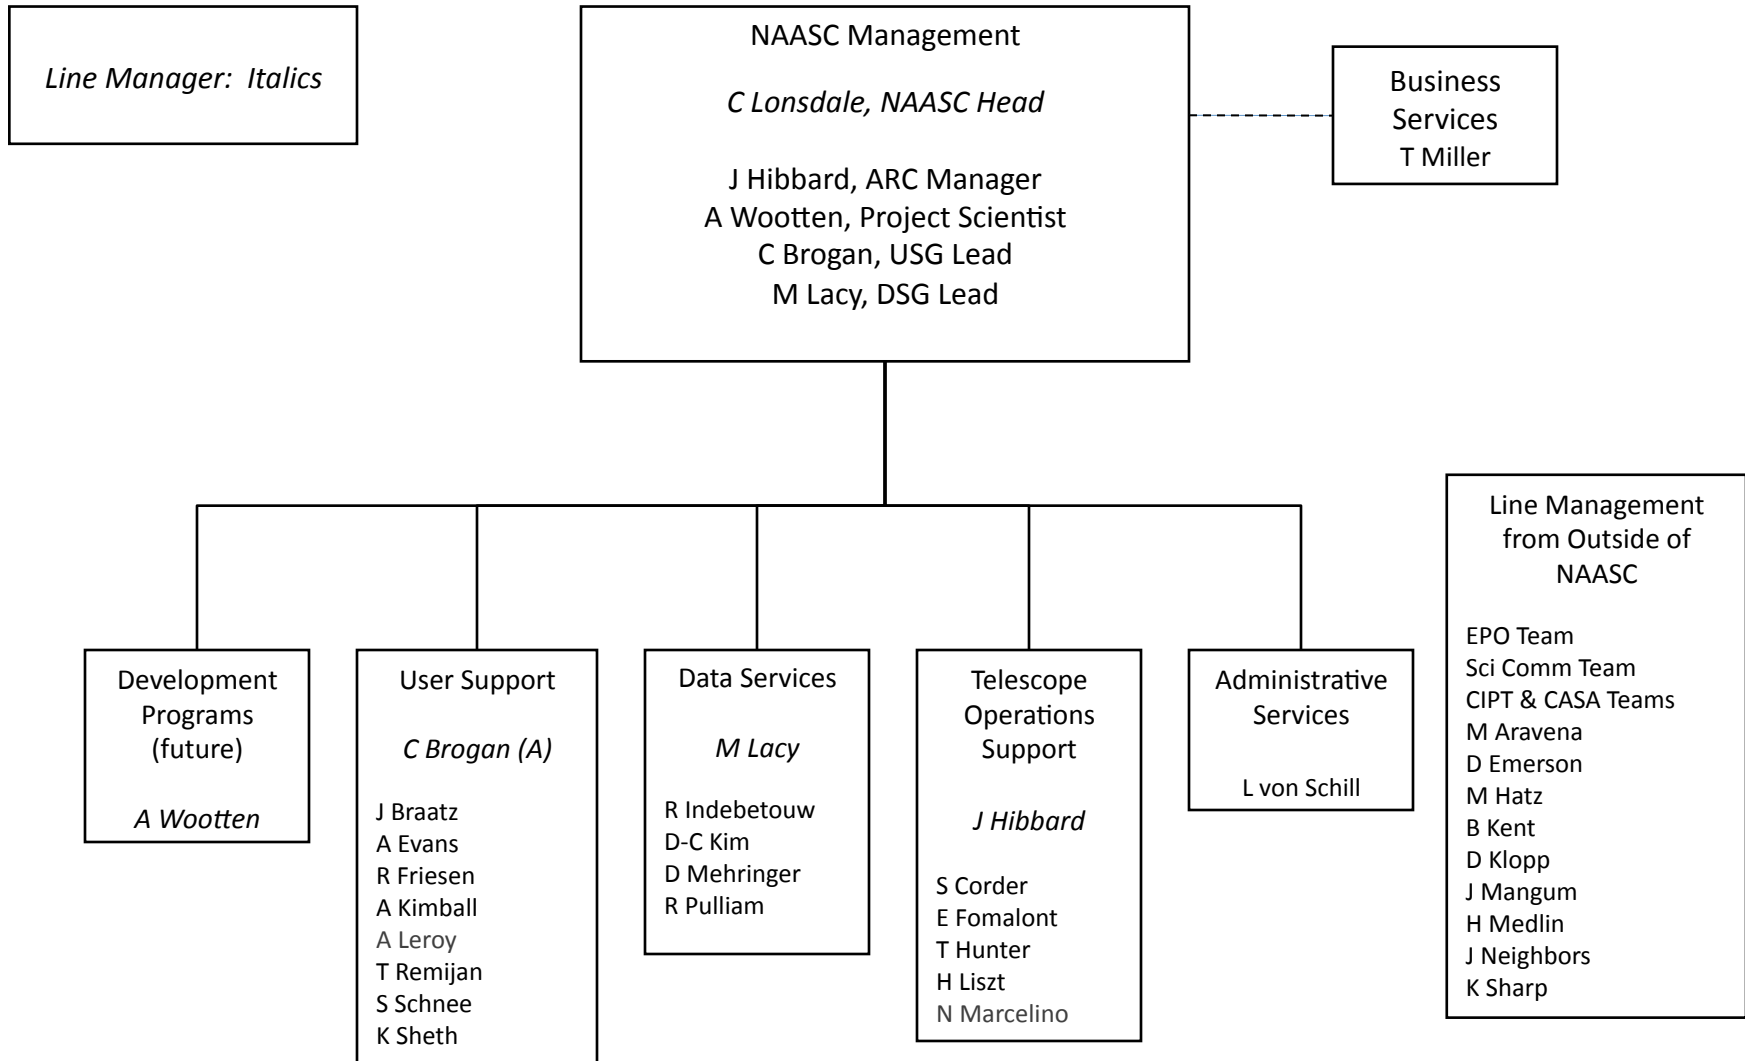 Line Manager: Italics
NAASC Management
C Lonsdale, NAASC Head
J Hibbard, ARC Manager
A Wootten, Project Scientist
C Brogan, USG Lead
M Lacy, DSG Lead
Business
Services
T Miller
Development
Programs
(future)
A Wootten
User Support
C Brogan (A)
J Braatz
A Evans
R Friesen
A Kimball
A Leroy
T Remijan
S Schnee
K Sheth
Data Services
M Lacy
R Indebetouw
D-C Kim
D Mehringer
R Pulliam
Telescope
Operations
Support
J Hibbard
S Corder
E Fomalont
T Hunter
H Liszt
N Marcelino
Administrative
Services
L von Schill
Line Management
from Outside of
NAASC
EPO Team
Sci Comm Team
CIPT & CASA Teams
M Aravena
D Emerson
M Hatz
B Kent
D Klopp
J Mangum
H Medlin
J Neighbors
K Sharp